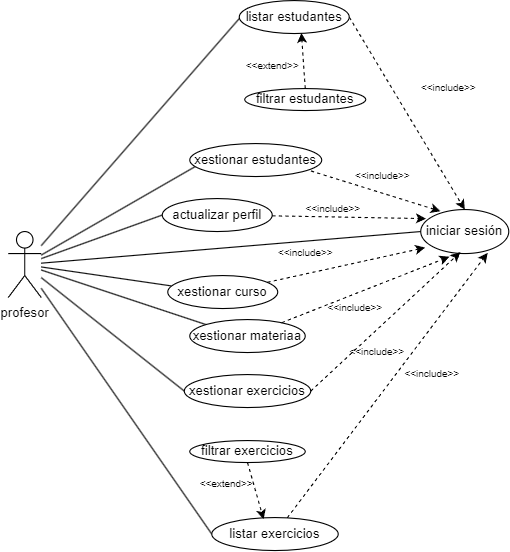 listar estudantes
<<extend>>
<<include>>
filtrar estudantes
xestionar estudantes
<<include>>
actualizar perfil
<<include>>
iniciar sesión
<<include>>
profesor
xestionar curso
<<include>>
xestionar materiaa
<<include>>
xestionar exercicios
<<include>>
filtrar exercicios
<<extend>>
listar exercicios